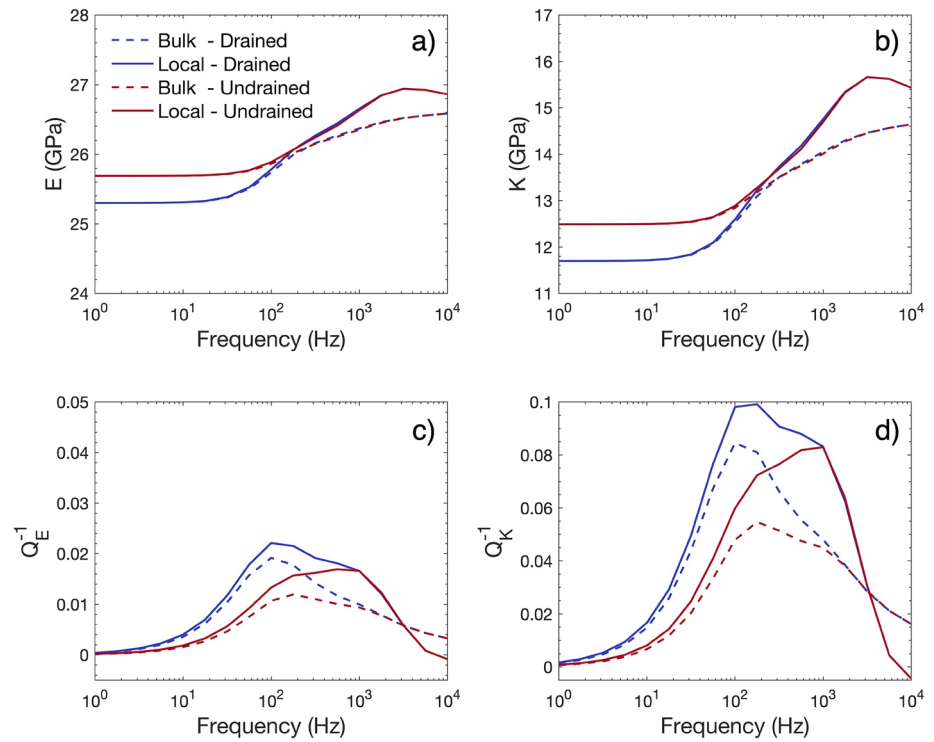 a)
28
27
26
25
24
E (GPa)
Bulk - Drained
Local - Drained
Bulk - Undrained
Local - Undrained
10^0 10^1 10^2 10^3 10^4
Frequency (Hz)
b)
17
16
15
14
13
12
11
K (GPa)
10^0 10^1 10^2 10^3 10^4
Frequency (Hz)
c)
0.05
0.04
0.03
0.02
0.01
0
Q_E^-1
10^0 10^1 10^2 10^3 10^4
Frequency (Hz)
d)
0.1
0.08
0.06
0.04
0.02
0
Q_K^-1
10^0 10^1 10^2 10^3 10^4
Frequency (Hz)